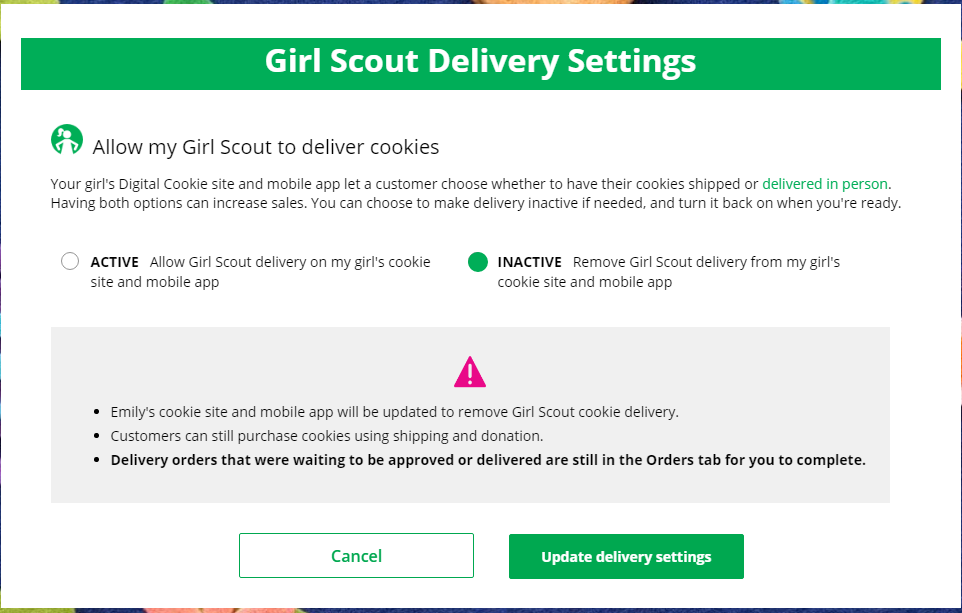 Girl Scout Delivery Settings
Allow my Girl Scout to deliver cookies
Your girl's Digital Cookie site and mobile app let a customer choose whether to have their cookies shipped or delivered in person.
Having both options can increase sales. You can choose to make delivery inactive if needed, and turn it back on when you're ready.
ACTIVE Allow Girl Scout delivery on my girl's cookie
site and mobile app
INACTIVE Remove Girl Scout delivery from my girl's
cookie site and mobile app
Emily's cookie site and mobile app will be updated to remove Girl Scout cookie delivery.
Customers can still purchase cookies using shipping and donation.
Delivery orders that were waiting to be approved or delivered are still in the Orders tab for you to complete.
Cancel
Update delivery settings